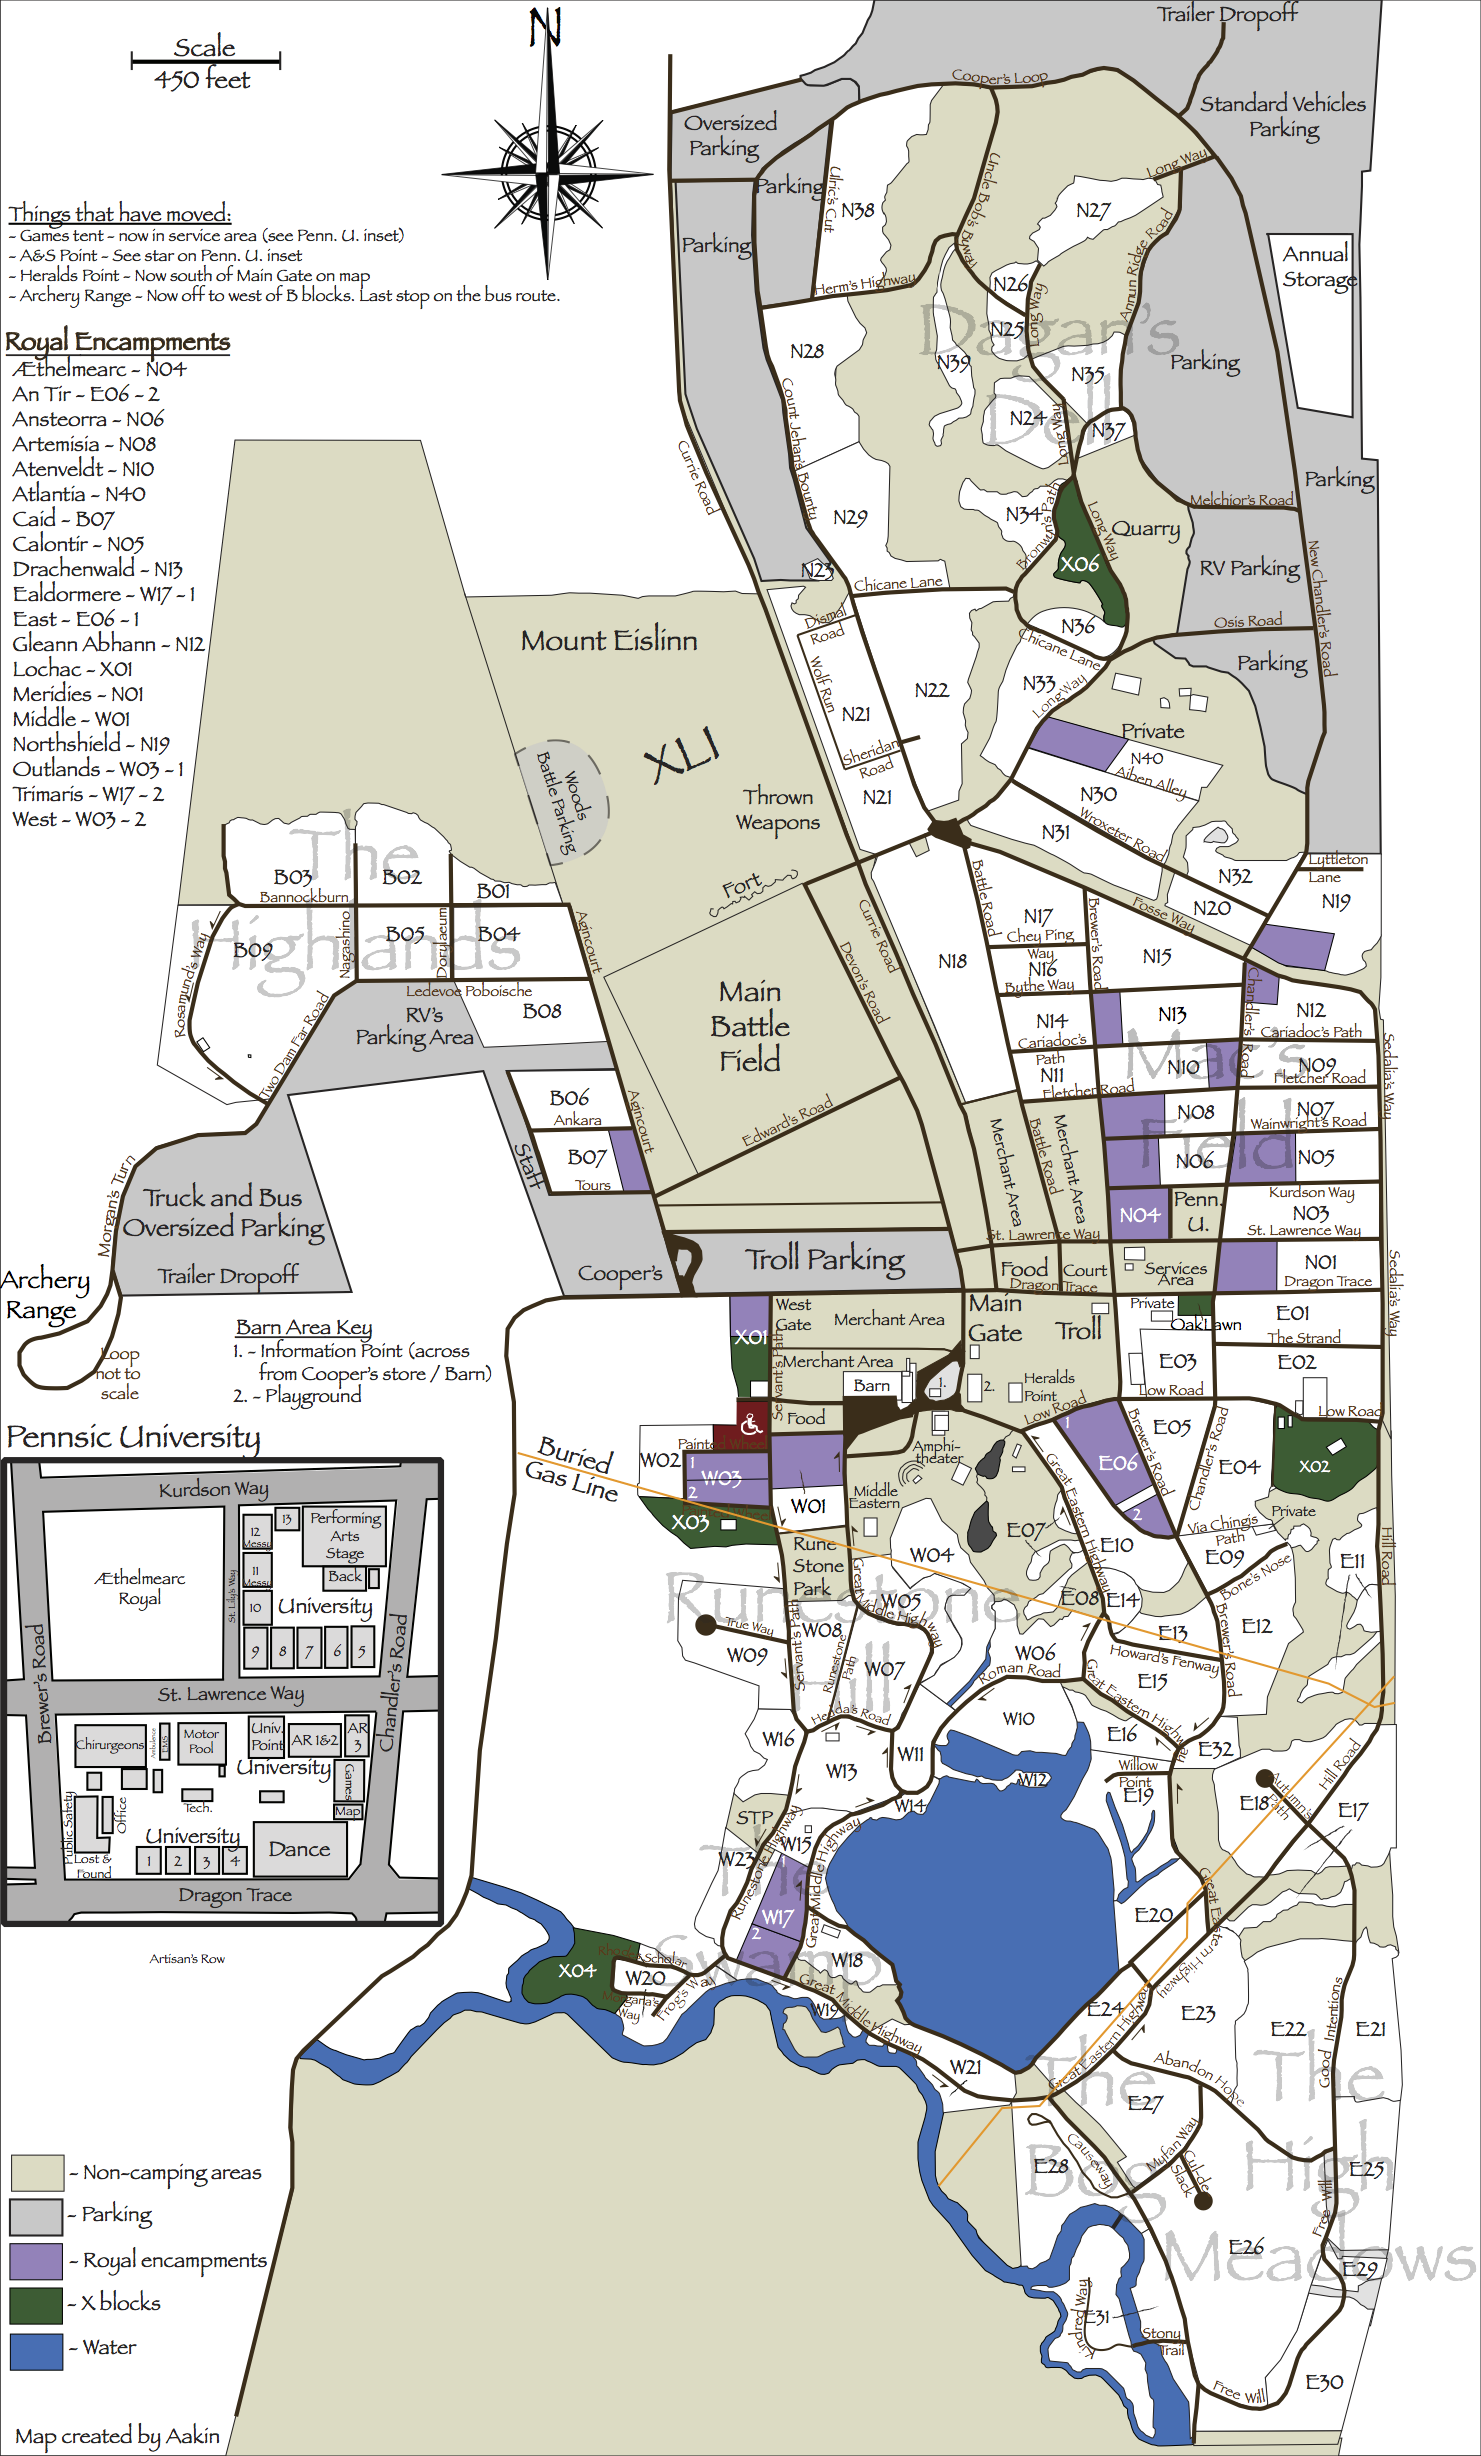 Scale
450 feet
N
Trailer Dropoff
Cooper's Loop
Standard Vehicles
Parking
Oversized
Parking
Parking
Parking
Ulric's Cut
N38
Uncle Bob's Byway
N27
Long Way
Annun Ridge Road
Annual
Storage
Things that have moved:
- Games tent - now in service area (see Penn. U. inset)
- A&S Point - See star on Penn. U. inset
- Heralds Point - Now south of Main Gate on map
- Archery Range - Now off to west of B blocks. Last stop on the bus route.
Herm's Highway
N26
N25
Long Way
Dagan's
Dell
N28
N39
N35
N24
N37
Long Way
Parking
Parking
Royal Encampments
Æthelmearc - N04
An Tir - E06 - 2
Ansteorra - N06
Artemisia - N08
Atenveldt - N10
Atlantia - N40
Caid - B07
Calontir - N05
Drachenwald - N13
Ealdormere - W17 - 1
East - E06 - 1
Gleann Abhann - N12
Lochac - X01
Meridies - N01
Middle - W01
Northshield - N19
Outlands - W03 - 1
Trimaris - W17 - 2
West - W03 - 2
Currie Road
Count Jehan's Bounty
N29
N34
Bronwyn's Path
Long Way
Quarry
X06
Melchior's Road
RV Parking
New Chandler's Road
N23
Chicane Lane
Dismal
Road
N36
Chicane Lane
Osis Road
Parking
Mount Eislinn
Wolf Run
N21
N22
N33
Long Way
Private
N40
Aiben Alley
Sheridan
Road
N21
N30
Wroxeter Road
N31
XLI
Woods
Battle Parking
Thrown
Weapons
Fort
The
Highlands
B03
B02
B01
Bannockburn
B09
B05
B04
Nagashino
Dorylaeum
Agincourt
Rosamund's Way
Ledevoe Poboische
RV's
Parking Area
B08
Two Dam Far Road
Main
Battle
Field
Currie Road
Devon's Road
Edward's Road
N18
Battle Road
Brewer's Road
N17
Chey Ping
Way
N16
Bythe Way
N15
Fosse Way
N20
N32
Lyttleton
Lane
N19
N14
Cariadoc's
Path
N13
Chandler's Road
N12
Cariadoc's Path
Mac's
Field
N11
Fletcher Road
N10
N09
Fletcher Road
N08
N07
Wainwright's Road
N06
N05
Kurdson Way
N04
Penn.
U.
N03
St. Lawrence Way
Sedalia's Way
Merchant Area
Battle Road
Merchant Area
St. Lawrence Way
B06
Ankara
B07
Tours
Agincourt
Staff
Morgan's Turn
Truck and Bus
Oversized Parking
Trailer Dropoff
Cooper's
Troll Parking
Food
Court
Dragon Trace
Services
Area
N01
Dragon Trace
Sedalia's Way
Archery
Range
Loop
not to
scale
Barn Area Key
1. - Information Point (across
from Cooper's store / Barn)
2. - Playground
X01
West
Gate
Merchant Area
Main
Gate
Troll
Private
OakLawn
E01
The Strand
Merchant Area
Servant's Path
Barn
1.
2.
Heralds
Point
E03
E02
Low Road
Low Road
Low Road
Food
Amphi-
theater
Painted Wheel
W02
1
W03
2
X03
W01
Middle
Eastern
1
E06
2
Brewer's Road
E05
Chandler's Road
E04
X02
Buried
Gas Line
Great Eastern Highway
E07
E10
Via Chingis
Path
Private
E09
Bone's Nose
E11
Hill Road
Rune
Stone
Park
W04
Runestone
Hill
W05
Great Middle Highway
E08
E14
E13
E12
Howard's Fenway
Brewer's Road
True Way
W09
Servant's Path
W08
Runestone
Path
W07
W06
Roman Road
E15
Great Eastern Highway
Hedda's Road
W16
W13
W11
W10
E16
E32
W12
Willow
Point
E19
W14
E18
Autumn's
Path
Hill Road
E17
STP
W15
W23
The
Swamp
Runestone Highway
Great Middle Highway
1
W17
2
W18
E20
Great Eastern Highway
X04
Rhodes Scholar
W20
Morgana's
Way
Frog's Way
Great Middle Highway
W19
W21
E24
Great Eastern Highway
E23
E22
Good Intentions
E21
The
Bog
Abandon Hope
E27
The
High
Meadows
E28
Causeway
Mufan Way
Cul-de
Slack
E25
Free Will
E26
E29
Kindred Way
E31
Stony
Trail
Free Will
E30
Pennsic University
Kurdson Way
Æthelmearc
Royal
12
Messy
13
Performing
Arts
Stage
11
Messy
Back
St. Lila's Way
10
University
9
8
7
6
5
St. Lawrence Way
Brewer's Road
Chandler's Road
Chirurgeons
Ambulance
EMS
Motor
Pool
Univ.
Point
AR 1&2
AR
3
University
Games
Map
Public Safety
Office
Tech.
Lost &
Found
University
1
2
3
4
Dance
Dragon Trace
Artisan's Row
- Non-camping areas
- Parking
- Royal encampments
- X blocks
- Water
Map created by Aakin